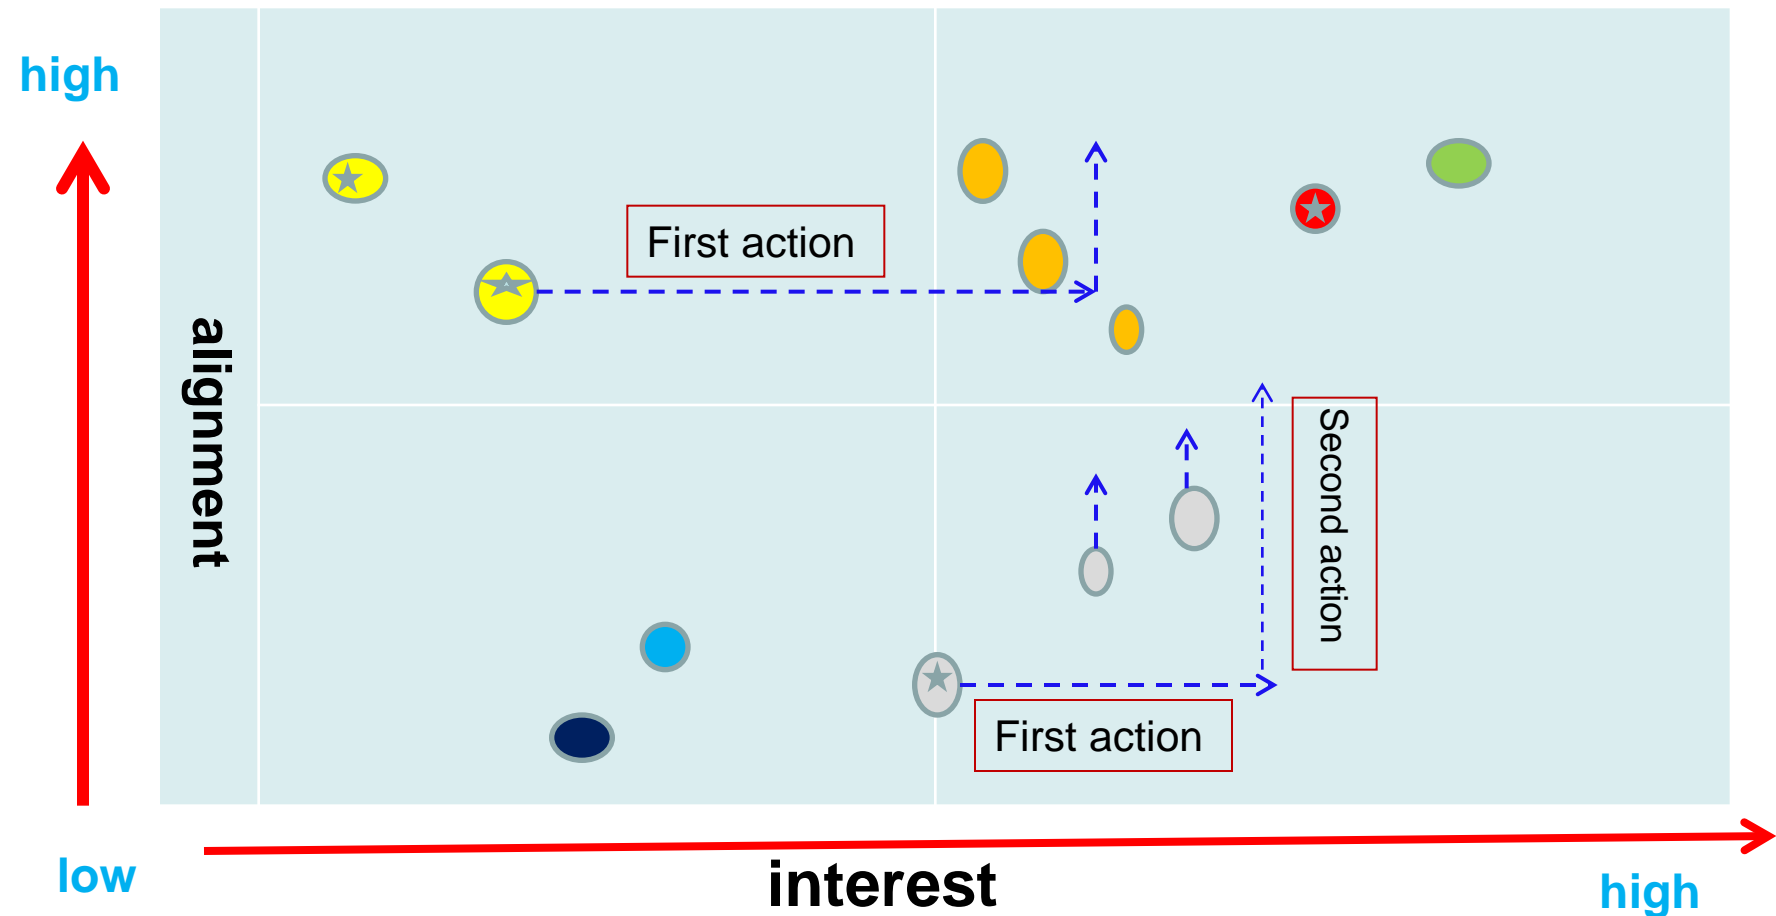 high
First action
alignment
Second action
First action
low
interest
high